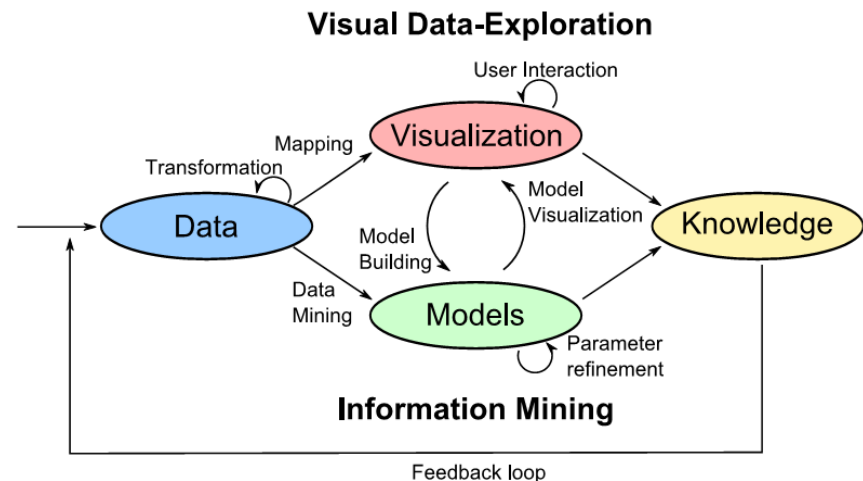 Visual Data-Exploration
User Interaction
Visualization
Mapping
Transformation
Data
Model
Visualization
Knowledge
Model
Building
Data
Mining
Models
Parameter
refinement
Information Mining
Feedback loop